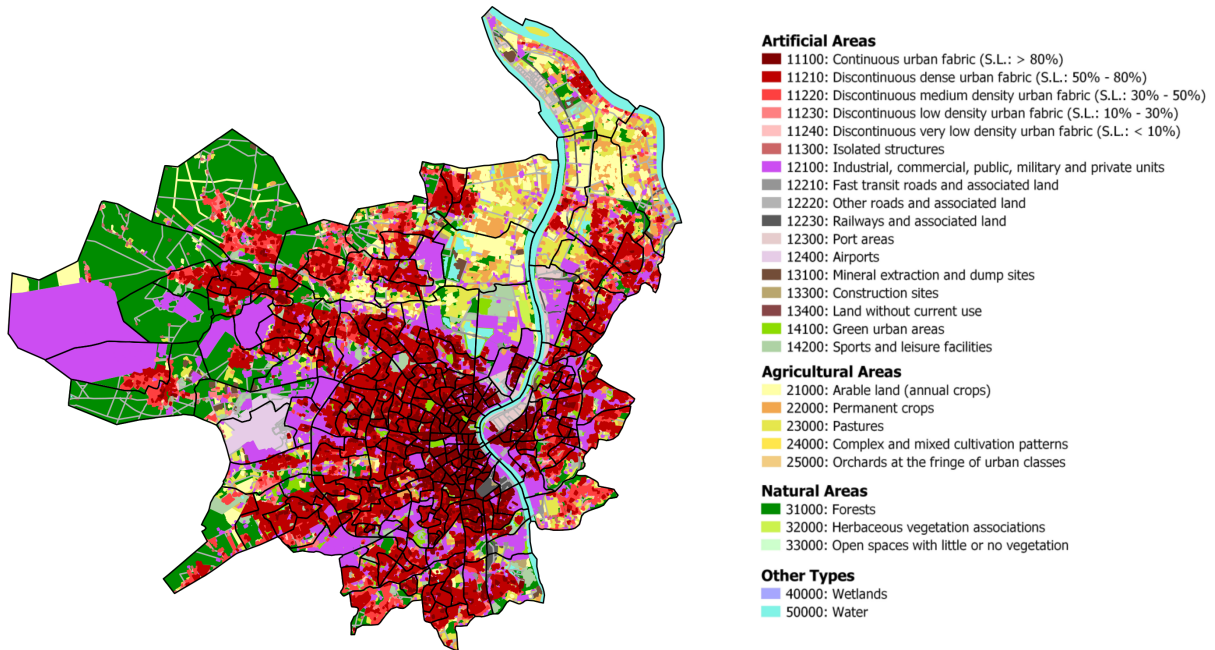 Artificial Areas
11100: Continuous urban fabric (S.L.: > 80%)
11210: Discontinuous dense urban fabric (S.L.: 50% - 80%)
11220: Discontinuous medium density urban fabric (S.L.: 30% - 50%)
11230: Discontinuous low density urban fabric (S.L.: 10% - 30%)
11240: Discontinuous very low density urban fabric (S.L.: < 10%)
11300: Isolated structures
12100: Industrial, commercial, public, military and private units
12210: Fast transit roads and associated land
12220: Other roads and associated land
12230: Railways and associated land
12300: Port areas
12400: Airports
13100: Mineral extraction and dump sites
13300: Construction sites
13400: Land without current use
14100: Green urban areas
14200: Sports and leisure facilities
Agricultural Areas
21000: Arable land (annual crops)
22000: Permanent crops
23000: Pastures
24000: Complex and mixed cultivation patterns
25000: Orchards at the fringe of urban classes
Natural Areas
31000: Forests
32000: Herbaceous vegetation associations
33000: Open spaces with little or no vegetation
Other Types
40000: Wetlands
50000: Water